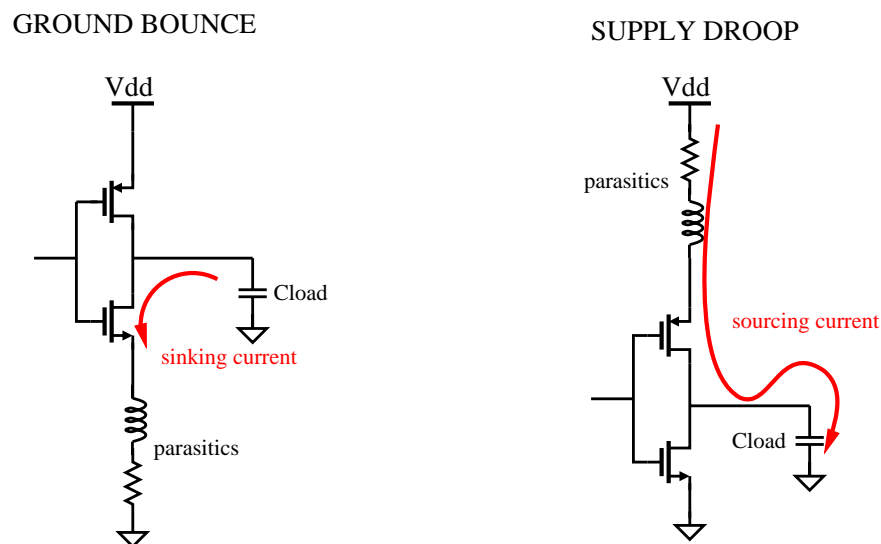 GROUND BOUNCE
Vdd
Cload
sinking current
parasitics
SUPPLY DROOP
Vdd
parasitics
sourcing current
Cload